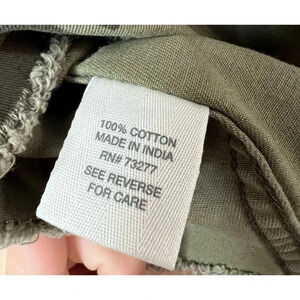 100% COTTON
MADE IN INDIA
RN# 73277
SEE REVERSE
FOR CARE